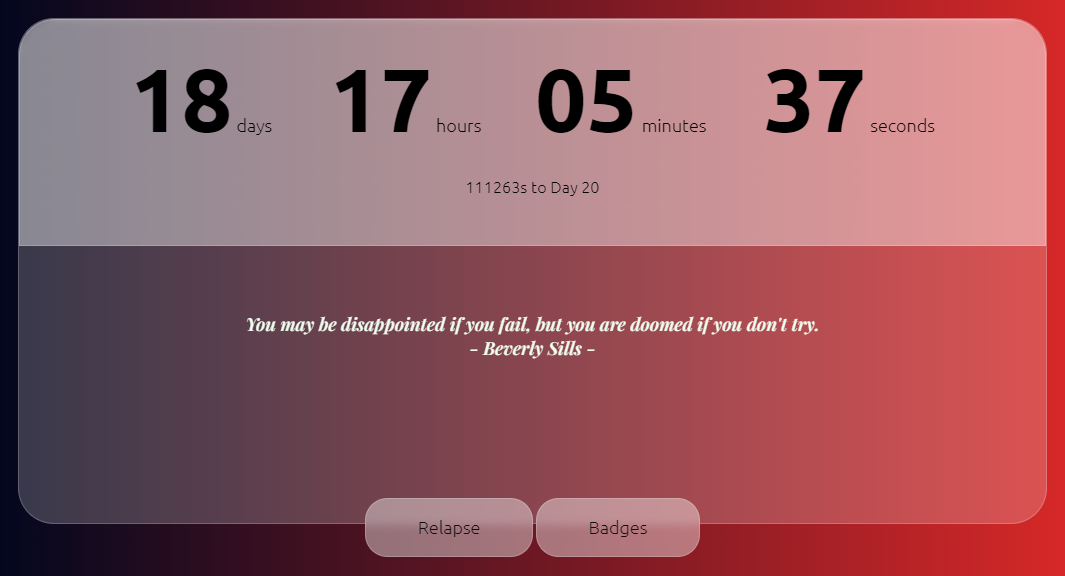 18 days 17 hours 05 minutes 37 seconds
111263s to Day 20
You may be disappointed if you fail, but you are doomed if you don't try.
- Beverly Sills -
Relapse Badges